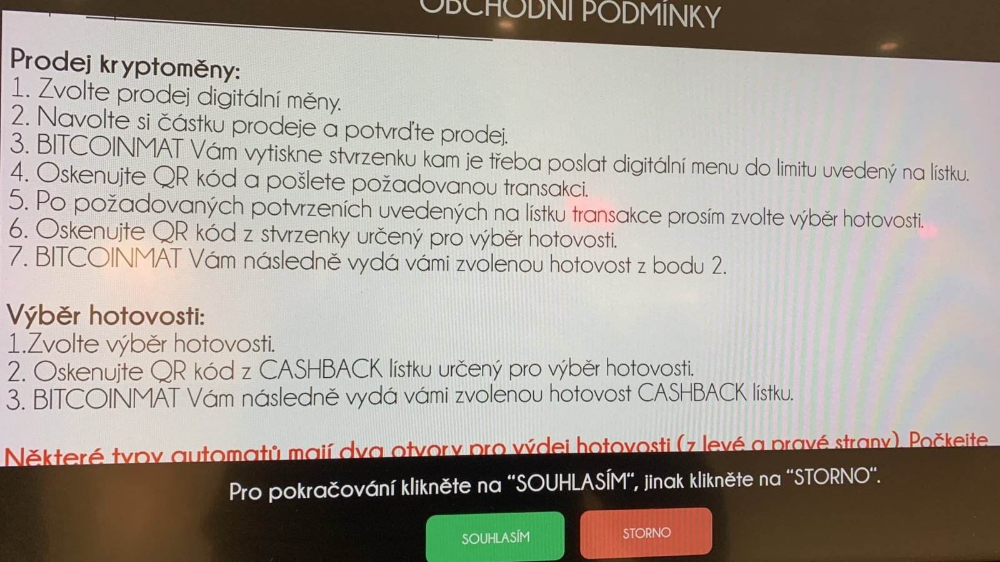 OBCHODNÍ PODMÍNKY
Prodej kryptoměny:
1. Zvolte prodej digitální měny.
2. Navolte si částku prodeje a potvrďte prodej.
3. BITCOINMAT Vám vytiskne stvrzenku kam je třeba poslat digitální menu do limitu uvedený na lístku.
4. Oskenujte QR kód a pošlete požadovanou transakci.
5. Po požadovaných potvrzeních uvedených na lístku transakce prosím zvolte výběr hotovosti.
6. Oskenujte QR kód z stvrzenky určený pro výběr hotovosti.
7. BITCOINMAT Vám následně vydá vámi zvolenou hotovost z bodu 2.
Výběr hotovosti:
1.Zvolte výběr hotovosti.
2. Oskenujte QR kód z CASHBACK lístku určený pro výběr hotovosti.
3. BITCOINMAT Vám následně vydá vámi zvolenou hotovost CASHBACK lístku.
Některé typy automatů mají dva otvory pro výdej hotovosti (z levé a pravé strany) Počkejte
Pro pokračování klikněte na “SOUHLASÍM“, jinak klikněte na “STORNO“.
SOUHLASÍM
STORNO